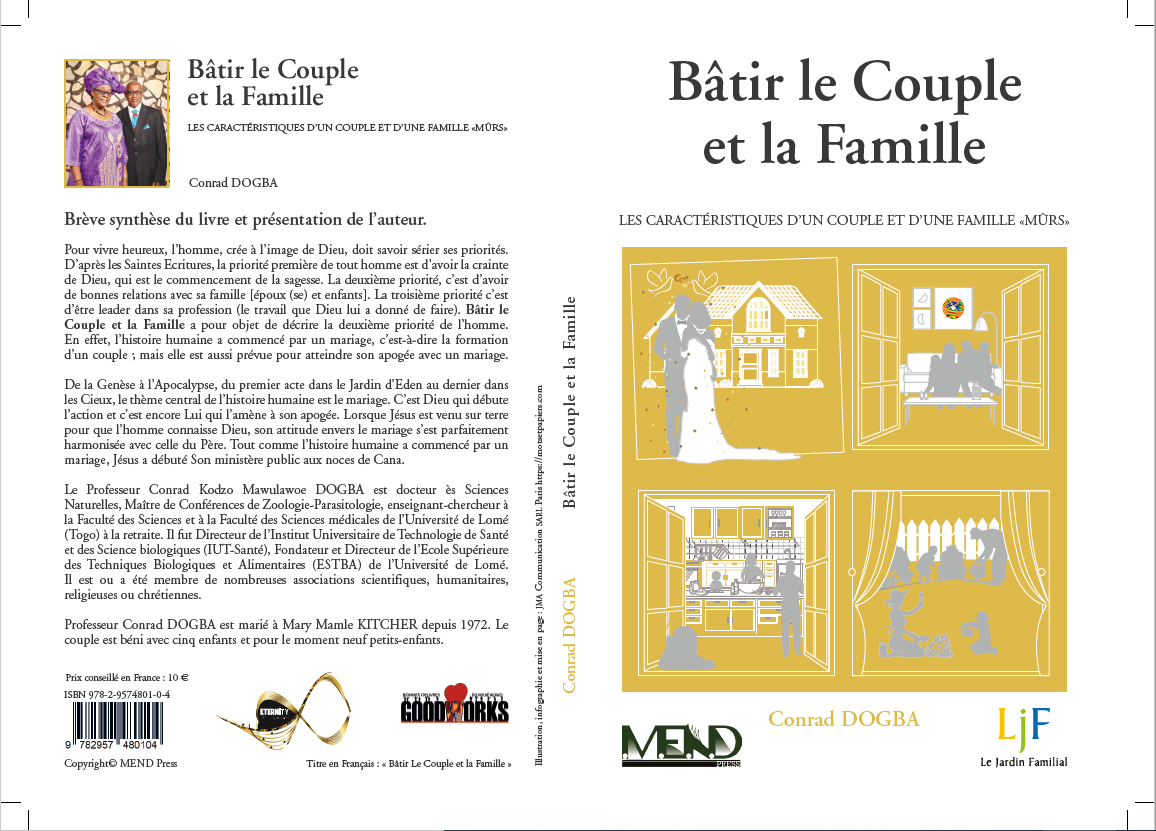 Bâtir le Couple
et la Famille
LES CARACTÉRISTIQUES D'UN COUPLE ET D'UNE FAMILLE «MÛRS»
Conrad DOGBA
Brève synthèse du livre et présentation de l'auteur.
Pour vivre heureux, l'homme, crée à l'image de Dieu, doit savoir sérier ses priorités.
D'après les Saintes Ecritures, la priorité première de tout homme est d'avoir la crainte
de Dieu, qui est le commencement de la sagesse. La deuxième priorité, c'est d'avoir
de bonnes relations avec sa famille [époux (se) et enfants]. La troisième priorité c'est
d'être leader dans sa profession (le travail que Dieu lui a donné de faire). Bâtir le
Couple et la Famille a pour objet de décrire la deuxième priorité de l'homme.
En effet, l'histoire humaine a commencé par un mariage, c'est-à-dire la formation
d'un couple ; mais elle est aussi prévue pour atteindre son apogée avec un mariage.
De la Genèse à l'Apocalypse, du premier acte dans le Jardin d'Eden au dernier dans
les Cieux, le thème central de l'histoire humaine est le mariage. C'est Dieu qui débute
l'action et c'est encore Lui qui l'amène à son apogée. Lorsque Jésus est venu sur terre
pour que l'homme connaisse Dieu, son attitude envers le mariage s'est parfaitement
harmonisée avec celle du Père. Tout comme l'histoire humaine a commencé par un
mariage, Jésus a débuté Son ministère public aux noces de Cana.
Le Professeur Conrad Kodzo Mawulawoe DOGBA est docteur ès Sciences
Naturelles, Maître de Conférences de Zoologie-Parasitologie, enseignant-chercheur à
la Faculté des Sciences et à la Faculté des Sciences médicales de l'Université de Lomé
(Togo) à la retraite. Il fut Directeur de l'Institut Universitaire de Technologie de Santé
et des Science biologiques (IUT-Santé), Fondateur et Directeur de l'Ecole Supérieure
des Techniques Biologiques et Alimentaires (ESTBA) de l'Université de Lomé.
Il est ou a été membre de nombreuses associations scientifiques, humanitaires,
religieuses ou chrétiennes.
Professeur Conrad DOGBA est marié à Mary Mamle KITCHER depuis 1972. Le
couple est béni avec cinq enfants et pour le moment neuf petits-enfants.
Prix conseillé en France : 10 €
ISBN 978-2-9574801-0-4
9 782957 480104
Copyright© MEND Press
ETERNITY
GOODWORKS
Titre en Français : « Bâtir Le Couple et la Famille »
Illustration, infographie et mise en page : JMA Communication SARL Paris https://motsetpapiers.com
Bâtir le Couple et la Famille
Conrad DOGBA
Bâtir le Couple
et la Famille
LES CARACTÉRISTIQUES D'UN COUPLE ET D'UNE FAMILLE «MÛRS»
Conrad DOGBA
M.E.N.D
PRESS
LjF
Le Jardin Familial